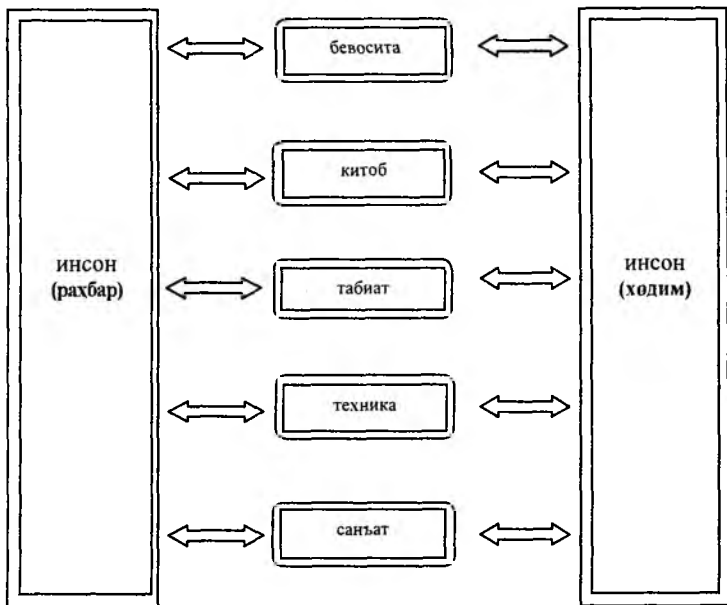 бевосита
китоб
инсон
(раҳбар)
табиат
инсон
(ходим)
техника
санъат